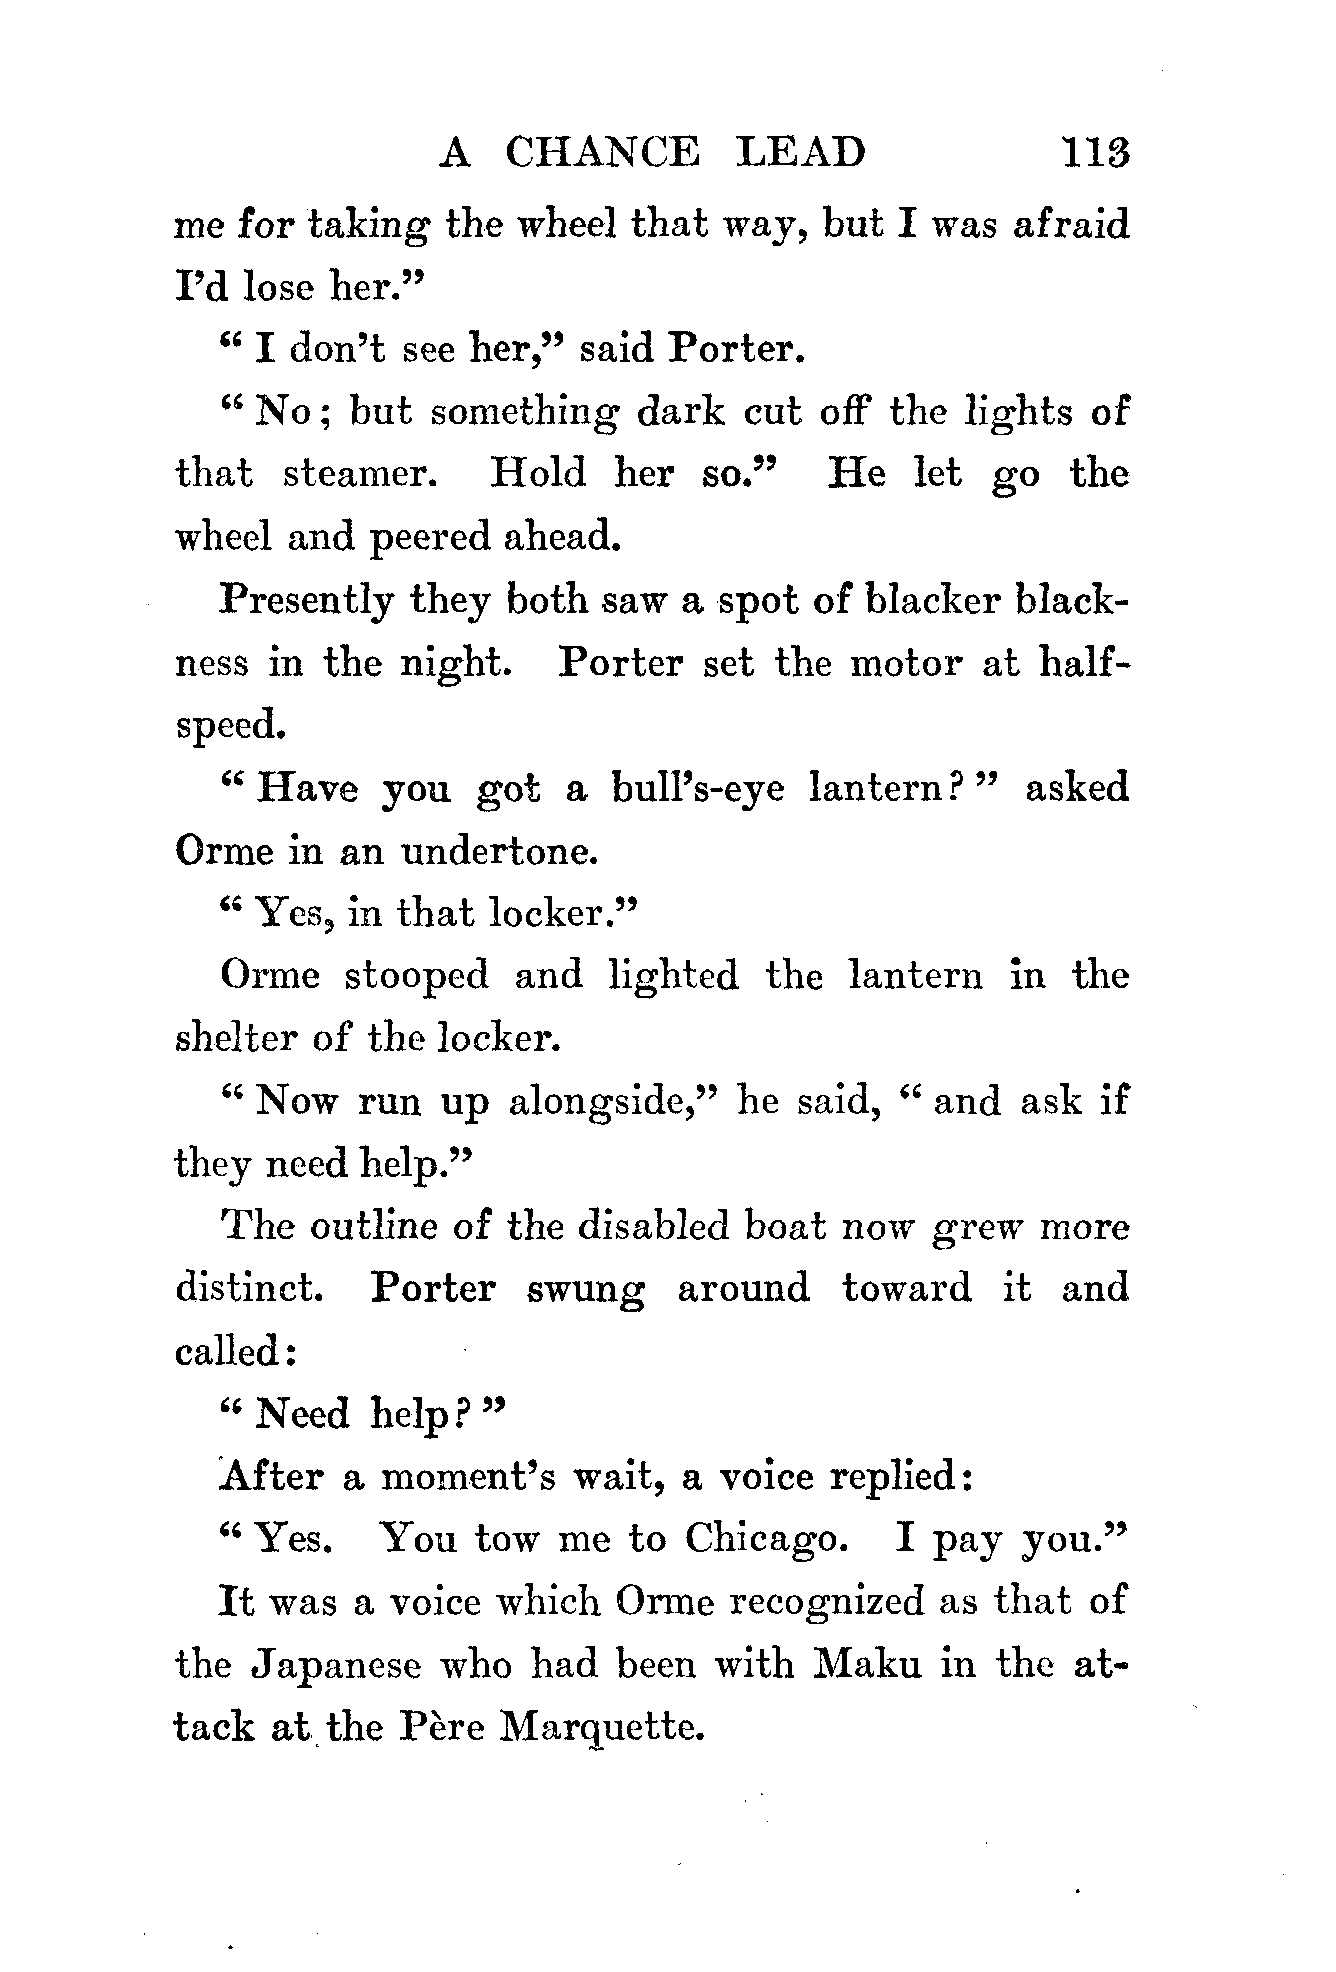 A CHANCE LEAD 113
me for taking the wheel that way, but I was afraid
I'd lose her."
" I don't see her," said Porter.
" No ; but something dark cut off the lights of
that steamer. Hold her so." He let go the
wheel and peered ahead.
Presently they both saw a spot of blacker black-
ness in the night. Porter set the motor at half-
speed.
" Have you got a bull's-eye lantern? " asked
Orme in an undertone.
" Yes, in that locker."
Orme stooped and lighted the lantern in the
shelter of the locker.
" Now run up alongside," he said, " and ask if
they need help."
The outline of the disabled boat now grew more
distinct. Porter swung around toward it and
called:
" Need help? "
After a moment's wait, a voice replied:
" Yes. You tow me to Chicago. I pay you."
It was a voice which Orme recognized as that of
the Japanese who had been with Maku in the at-
tack at the Père Marquette.